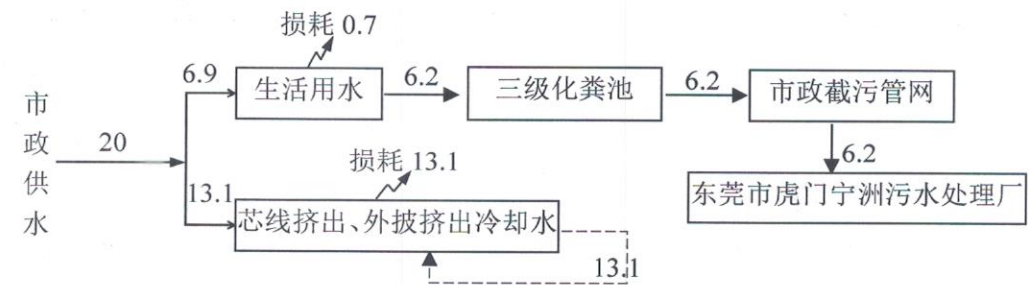 损耗 0.7
6.9
生活用水
6.2
三级化粪池
6.2
市政截污管网
市政供水
20
6.2
损耗 13.1
东莞市虎门宁洲污水处理厂
13.1
芯线挤出、外披挤出冷却水
13.1